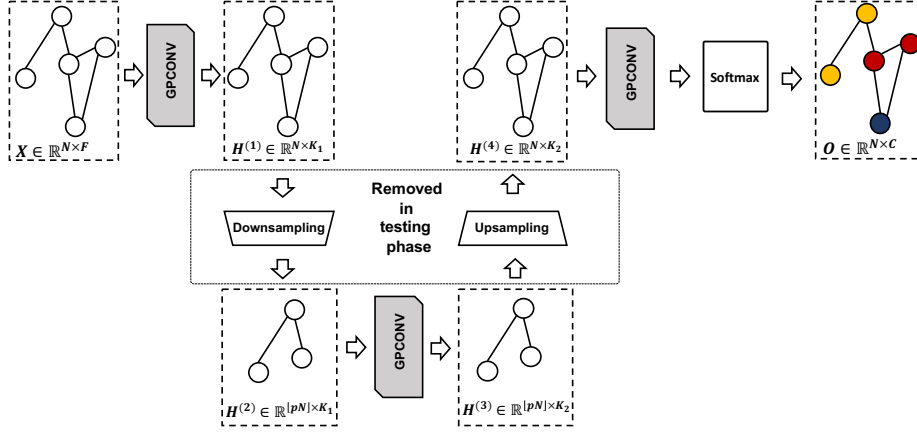 GPCONV
GPCONV
Softmax
X ∈ ℝ^{N×F}
H^{(1)} ∈ ℝ^{N×K_1}
H^{(4)} ∈ ℝ^{N×K_2}
O ∈ ℝ^{N×C}
Removed
in
testing
phase
Downsampling
Upsampling
GPCONV
H^{(2)} ∈ ℝ^{⌊pN⌋×K_1}
H^{(3)} ∈ ℝ^{⌊pN⌋×K_2}